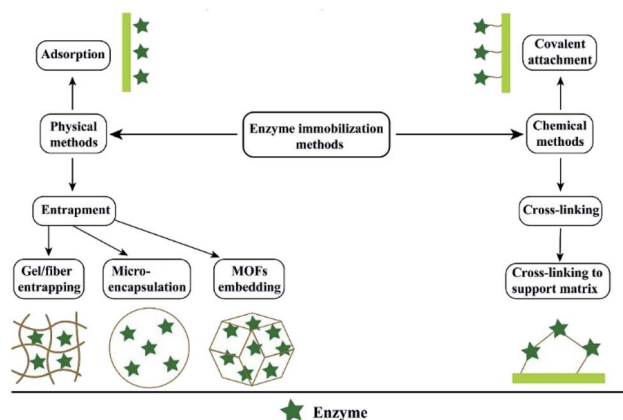 Adsorption
Covalent
attachment
Physical
methods
Enzyme immobilization
methods
Chemical
methods
Entrapment
Cross-linking
Gel/fiber
entrapping
Micro-
encapsulation
MOFs
embedding
Cross-linking to
support matrix
Enzyme